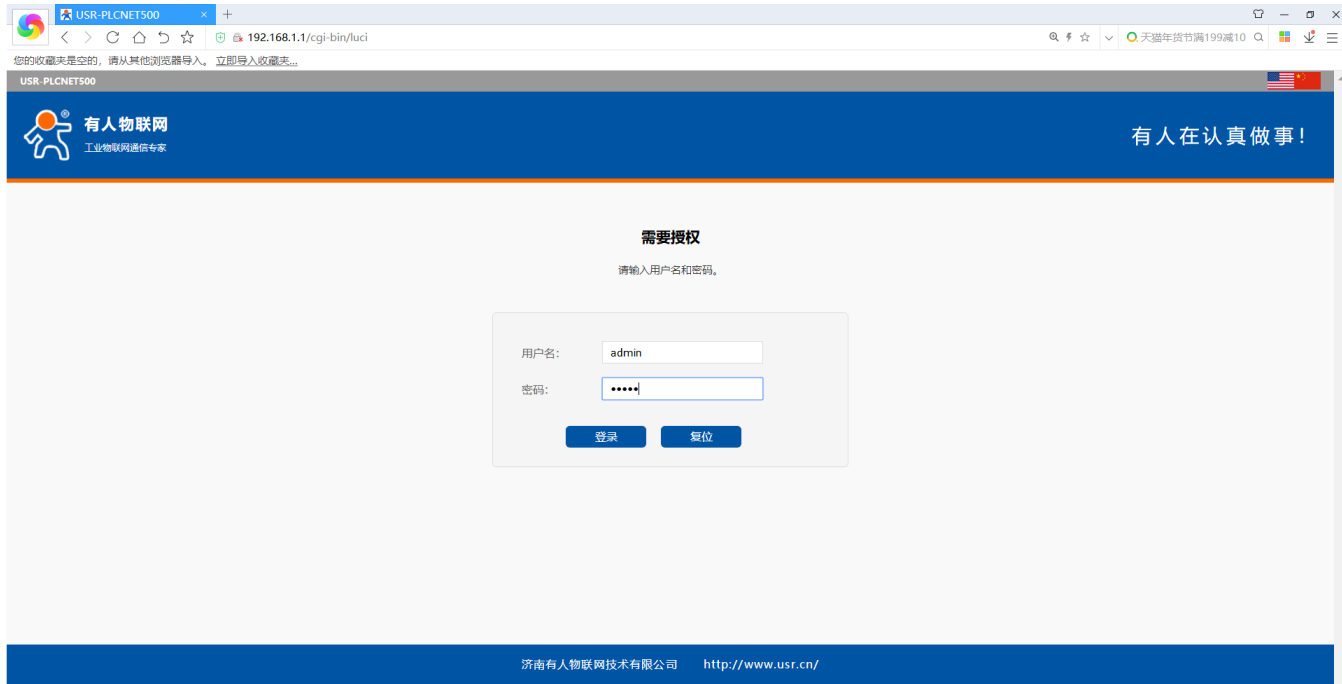 USR-PLCNET500
192.168.1.1/cgi-bin/luci
天猫年货节满199减10
您的收藏夹是空的，请从其他浏览器导入。 立即导入收藏夹...
USR-PLCNET500
有人物联网
®
工业物联网通信专家
有人在认真做事！
需要授权
请输入用户名和密码。
用户名： admin
密码： •••••
登录 复位
济南有人物联网技术有限公司 http://www.usr.cn/